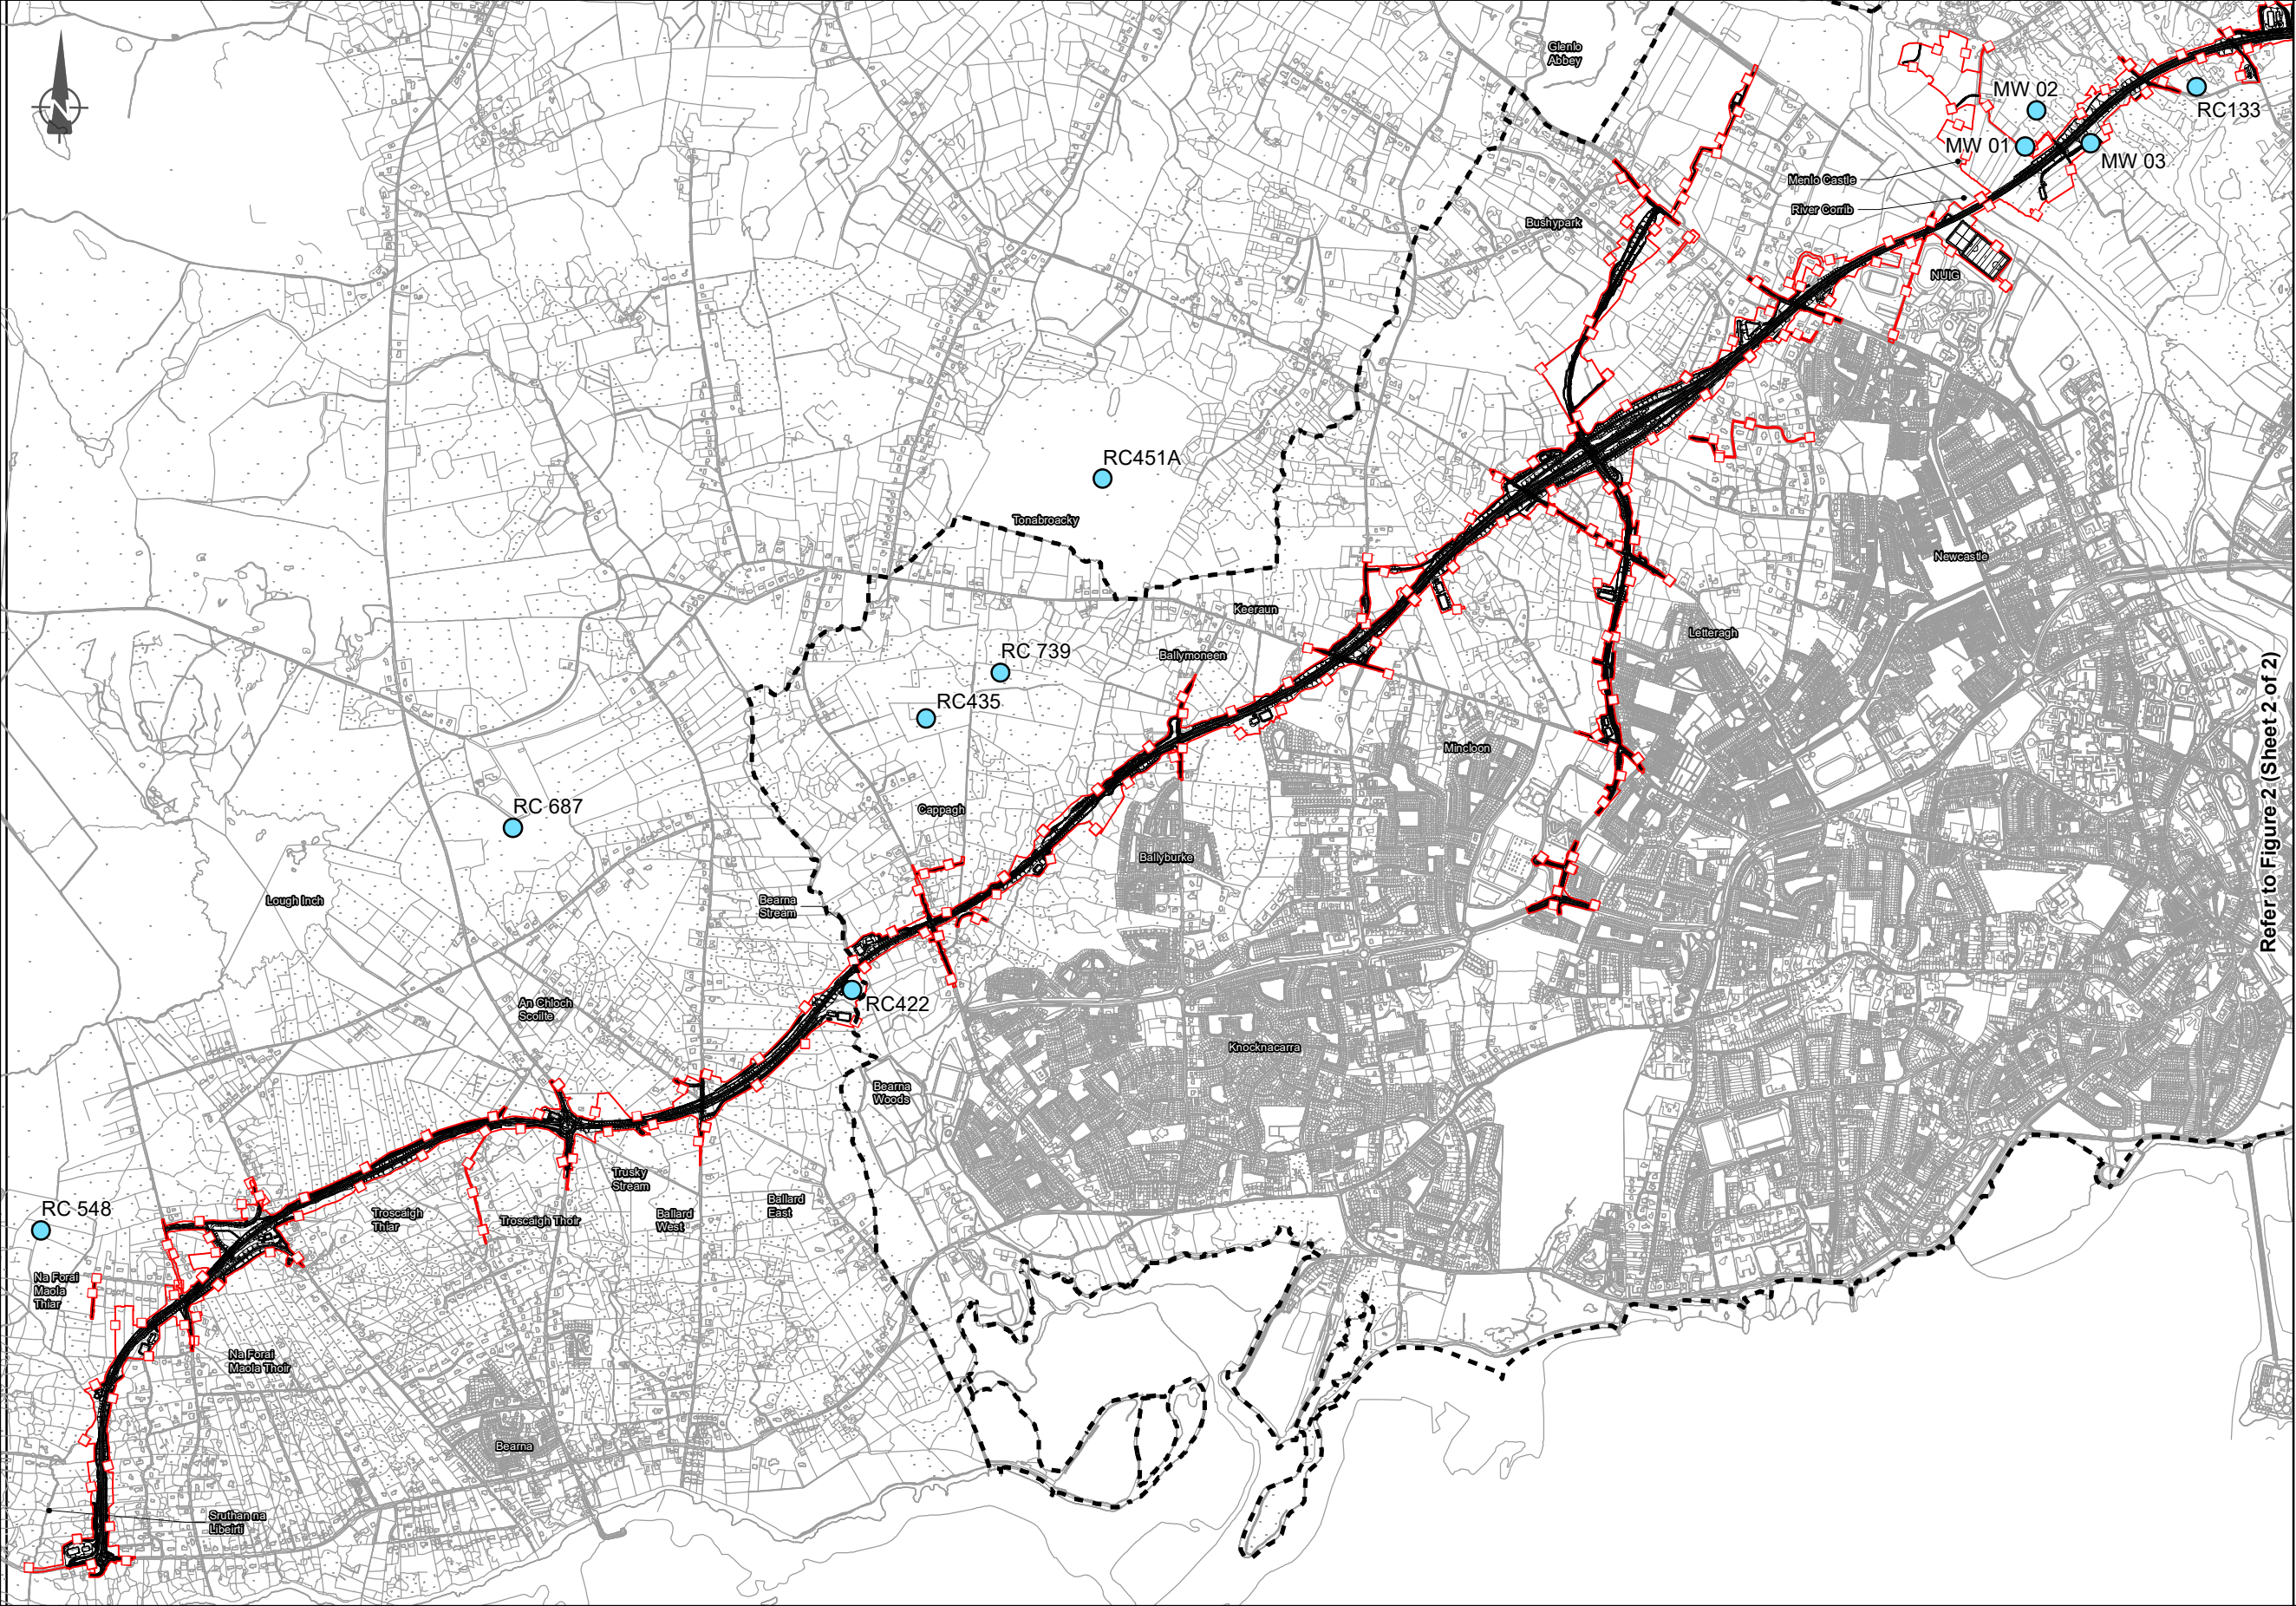 N
Glenlo
Abbey
MW 02
RC133
MW 01
MW 03
Menlo Castle
River Corrib
Bushypark
NUIG
RC451A
Tonabroacky
Newcastle
Keeraun
Letteragh
RC 739
Ballymoneen
RC435
Mincloon
Refer to Figure 2 (Sheet 2 of 2)
RC 687
Cappagh
Ballyburke
Lough Inch
Bearna
Stream
An Chloch
Scoilte
RC422
Knocknacarra
Bearna
Woods
Trusky
Stream
Ballard
East
RC 548
Troscaigh
Thiar
Troscaigh Thoir
Ballard
West
Na Forai
Maola
Thiar
Na Forai
Maola Thoir
Bearna
Sruthan na
Libeirti